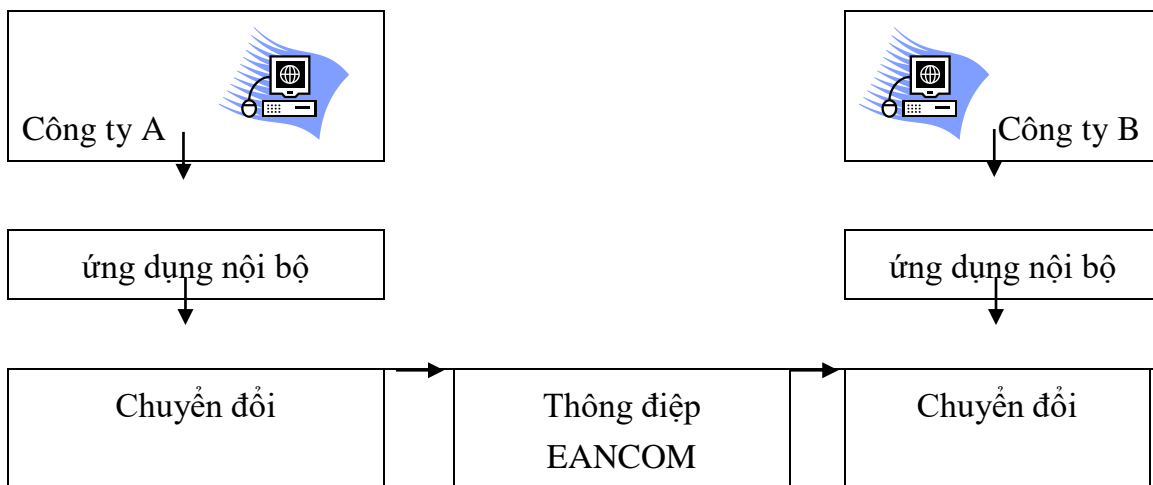 Công ty A
Công ty B
ứng dụng nội bộ
ứng dụng nội bộ
Chuyển đổi
Thông điệp
EANCOM
Chuyển đổi